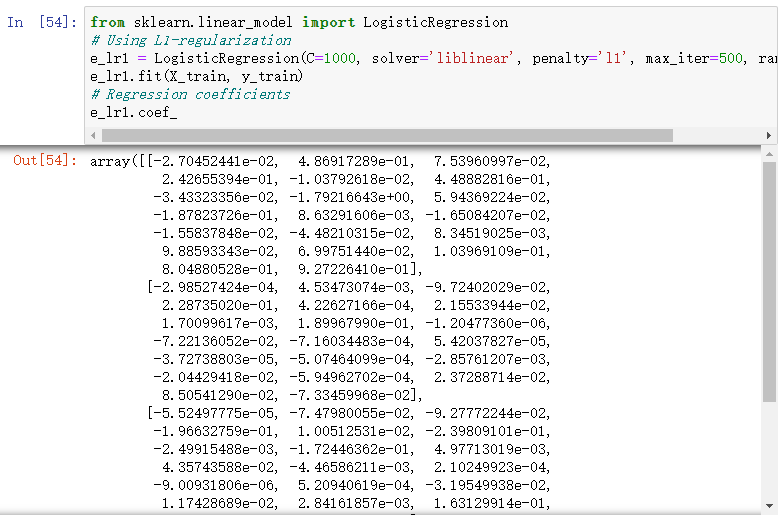 In [54]: from sklearn.linear_model import LogisticRegression
# Using L1-regularization
e_lr1 = LogisticRegression(C=1000, solver='liblinear', penalty='l1', max_iter=500, ran
e_lr1.fit(X_train, y_train)
# Regression coefficients
e_lr1.coef_
Out[54]: array([[-2.70452441e-02, 4.86917289e-01, 7.53960997e-02,
2.42655394e-01, -1.03792618e-02, 4.48882816e-01,
-3.43323356e-02, -1.79216643e+00, 5.94369224e-02,
-1.87823726e-01, 8.63291606e-03, -1.65084207e-02,
-1.55837848e-02, -4.48210315e-02, 8.34519025e-03,
9.88593343e-02, 6.99751440e-02, 1.03969109e-01,
8.04880528e-01, 9.27226410e-01],
[-2.98527424e-04, 4.53473074e-03, -9.72402029e-02,
2.28735020e-01, 4.22627166e-04, 2.15533944e-02,
1.70099617e-03, 1.89967990e-01, -1.20477360e-06,
-7.22136052e-02, -7.16034483e-04, 5.42037827e-05,
-3.72738803e-05, -5.07464099e-04, -2.85761207e-03,
-2.04429418e-02, -5.94962702e-04, 2.37288714e-02,
8.50541290e-02, -7.33459968e-02],
[-5.52497775e-05, -7.47980055e-02, -9.27772244e-02,
-1.96632759e-01, 1.00512531e-02, -2.39809101e-01,
-2.49915488e-03, -1.72446362e-01, 4.97713019e-03,
4.35743588e-02, -4.46586211e-03, 2.10249923e-04,
-9.00931806e-06, 5.20940619e-04, -3.19549938e-02,
1.17428689e-02, 2.84161857e-03, 1.63129914e-01,